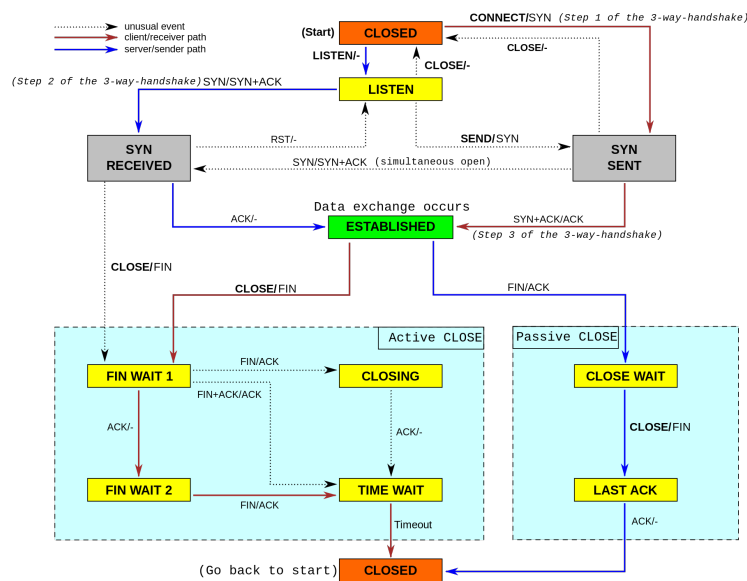 unusual event
client/receiver path
server/sender path
(Start)
CLOSED
CONNECT/SYN (Step 1 of the 3-way-handshake)
CLOSE/-
LISTEN/-
CLOSE/-
(Step 2 of the 3-way-handshake) SYN/SYN+ACK
LISTEN
RST/-
SEND/SYN
SYN
RECEIVED
SYN
SENT
SYN/SYN+ACK (simultaneous open)
Data exchange occurs
ACK/-
ESTABLISHED
SYN+ACK/ACK
(Step 3 of the 3-way-handshake)
CLOSE/FIN
CLOSE/FIN
FIN/ACK
Active CLOSE
Passive CLOSE
FIN WAIT 1
FIN/ACK
CLOSING
CLOSE WAIT
FIN+ACK/ACK
ACK/-
ACK/-
CLOSE/FIN
FIN WAIT 2
TIME WAIT
LAST ACK
FIN/ACK
Timeout
ACK/-
(Go back to start)
CLOSED